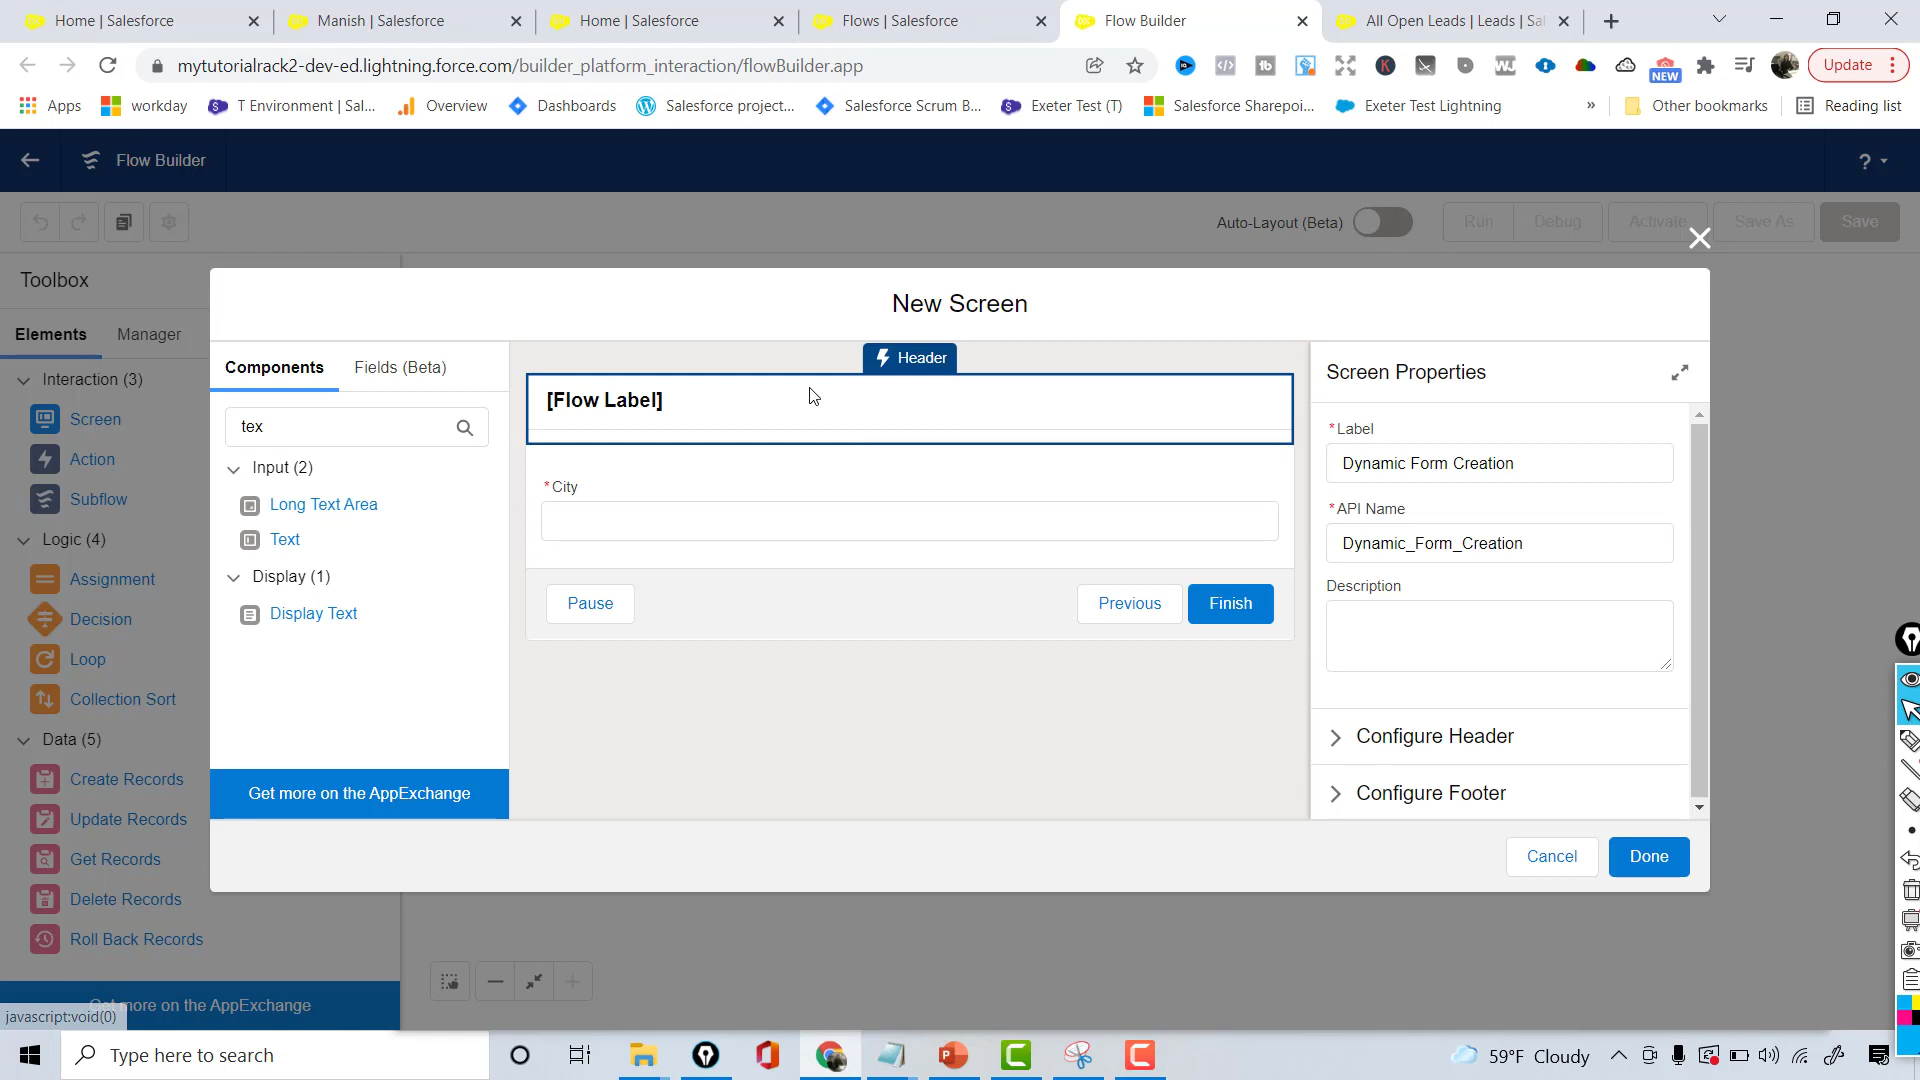 Home | Salesforce
Manish | Salesforce
Home | Salesforce
Flows | Salesforce
Flow Builder
All Open Leads | Leads | Sal
mytutorialrack2-dev-ed.lightning.force.com/builder_platform_interaction/flowBuilder.app
NEW
Update
Apps
workday
T Environment | Sal...
Overview
Dashboards
Salesforce project...
Salesforce Scrum B...
Exeter Test (T)
Salesforce Sharepoi...
Exeter Test Lightning
»
Other bookmarks
Reading list
Flow Builder
?
Auto-Layout (Beta)
Run
Debug
Activate
Save As
Save
Toolbox
Elements
Manager
Interaction (3)
Screen
Action
Subflow
Logic (4)
Assignment
Decision
Loop
Collection Sort
Data (5)
Create Records
Update Records
Get Records
Delete Records
Roll Back Records
Get more on the AppExchange
javascript:void(0)
New Screen
Components
Fields (Beta)
tex
Input (2)
Long Text Area
Text
Display (1)
Display Text
Get more on the AppExchange
Header
[Flow Label]
*City
Pause
Previous
Finish
Screen Properties
*Label
Dynamic Form Creation
*API Name
Dynamic_Form_Creation
Description
Configure Header
Configure Footer
Cancel
Done
Type here to search
59°F Cloudy